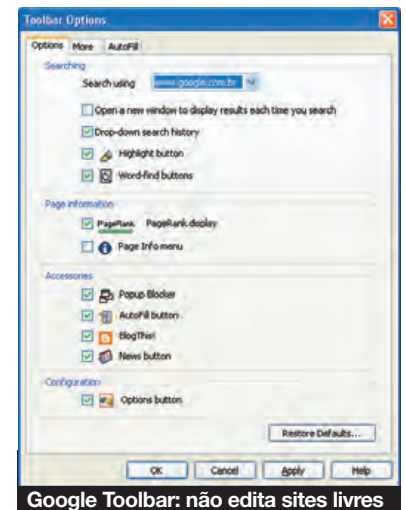 Toolbar Options
Options More AutoFill
Searching
Search using www.google.com.br
Open a new window to display results each time you search
Drop-down search history
Highlight button
Word-find buttons
Page information
PageRank PageRank display
Page Info menu
Accessories
Popup Blocker
AutoFill button
BlogThis!
News button
Configuration
Options button
Restore Defaults...
OK Cancel Apply Help
Google Toolbar: não edita sites livres